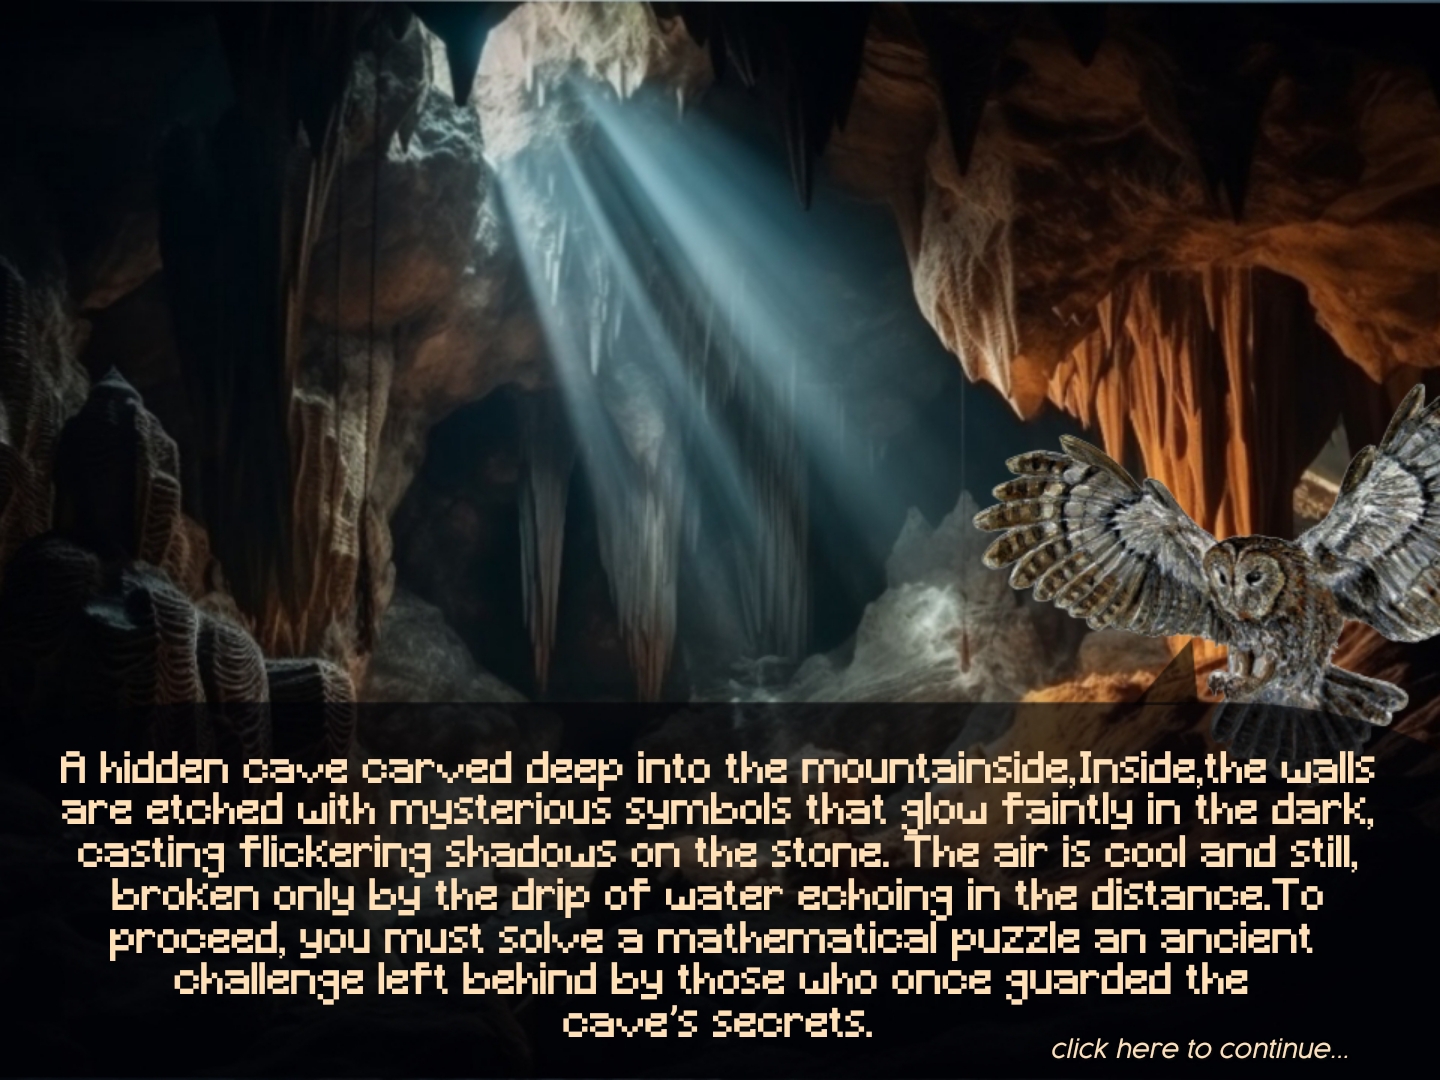 A hidden cave carved deep into the mountainside,Inside,the walls
are etched with mysterious symbols that glow faintly in the dark,
casting flickering shadows on the stone. The air is cool and still,
broken only by the drip of water echoing in the distance.To
proceed, you must solve a mathematical puzzle an ancient
challenge left behind by those who once guarded the
cave's secrets.
click here to continue...